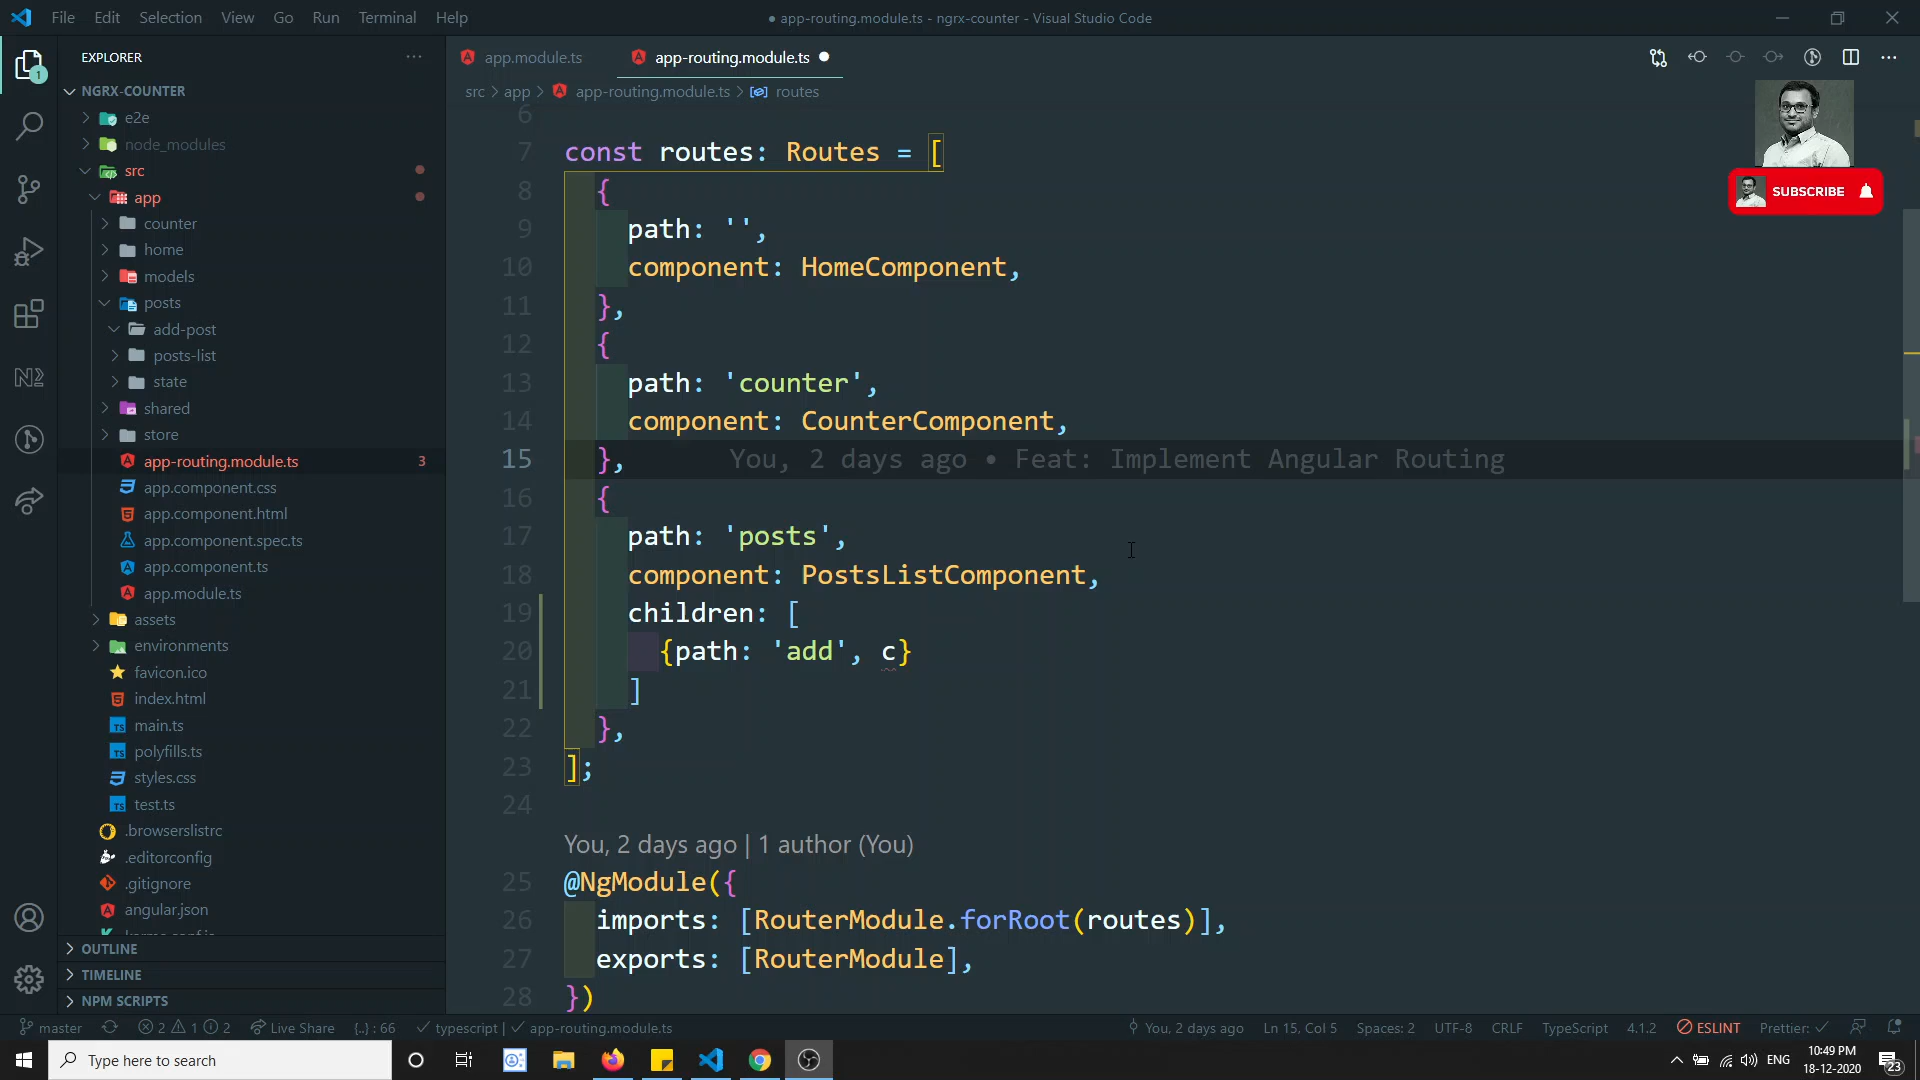 File Edit Selection View Go Run Terminal Help
● app-routing.module.ts - ngrx-counter - Visual Studio Code
EXPLORER
1
NGRX-COUNTER
e2e
node_modules
src
app
counter
home
models
posts
add-post
posts-list
state
shared
store
app-routing.module.ts 3
app.component.css
app.component.html
app.component.spec.ts
app.component.ts
app.module.ts
assets
environments
favicon.ico
index.html
main.ts
polyfills.ts
styles.css
test.ts
.browserslistrc
.editorconfig
.gitignore
angular.json
OUTLINE
TIMELINE
NPM SCRIPTS
app.module.ts app-routing.module.ts
src > app > app-routing.module.ts > routes
SUBSCRIBE
6
7 const routes: Routes = [
8 {
9 path: '',
10 component: HomeComponent,
11 },
12 {
13 path: 'counter',
14 component: CounterComponent,
15 }, You, 2 days ago • Feat: Implement Angular Routing
16 {
17 path: 'posts',
18 component: PostsListComponent,
19 children: [
20 {path: 'add', c}
21 ]
22 },
23 ];
24
You, 2 days ago | 1 author (You)
25 @NgModule({
26 imports: [RouterModule.forRoot(routes)],
27 exports: [RouterModule],
28 })
master 2 1 2 Live Share {..} : 66 typescript | app-routing.module.ts You, 2 days ago Ln 15, Col 5 Spaces: 2 UTF-8 CRLF TypeScript 4.1.2 ESLINT Prettier: ✓
Type here to search
ENG
10:49 PM
18-12-2020
23